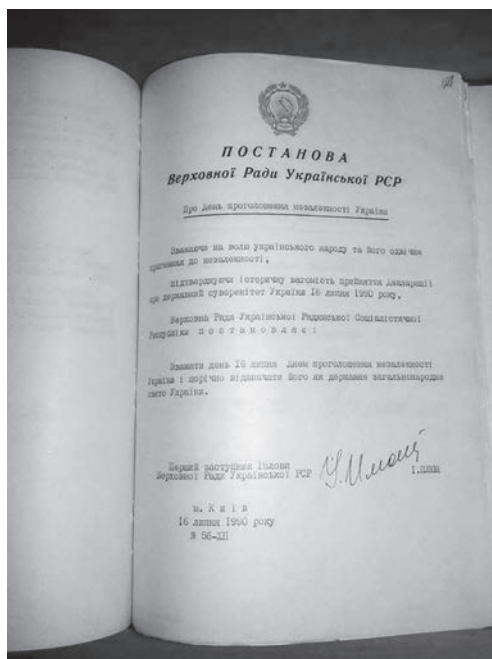 ПОСТАНОВА
Верховної Ради Української РСР
Про День проголошення незалежності України
Зважаючи на волю українського народу та його одвічне
прагнення до незалежності,
підтверджуючи історичну вагомість прийняття Декларації
про державний суверенітет України 16 липня 1990 року,
Верховна Рада Української Радянської Соціалістичної
Республіки п о с т а н о в л я є :
Вважати день 16 липня Днем проголошення незалежності
України і щорічно відзначати його як державне загальнонародне
свято України.
Перший заступник Голови
Верховної Ради Української РСР
І.ПЛЮЩ
м. К и ї в
16 липня 1990 року
№ 56-XII